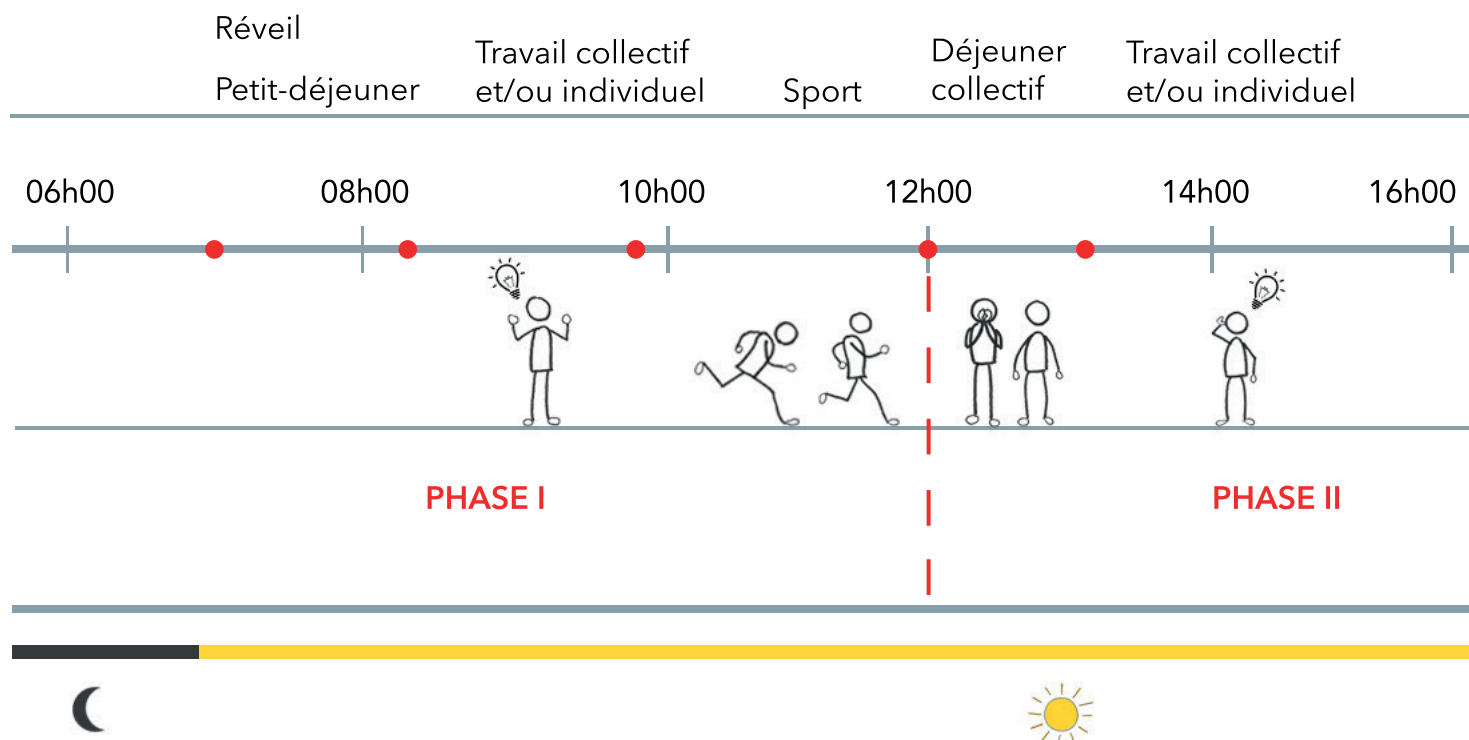 Réveil
Petit-déjeuner
Travail collectif
et/ou individuel
Sport
Déjeuner
collectif
Travail collectif
et/ou individuel
06h00
08h00
10h00
12h00
14h00
16h00
PHASE I
PHASE II